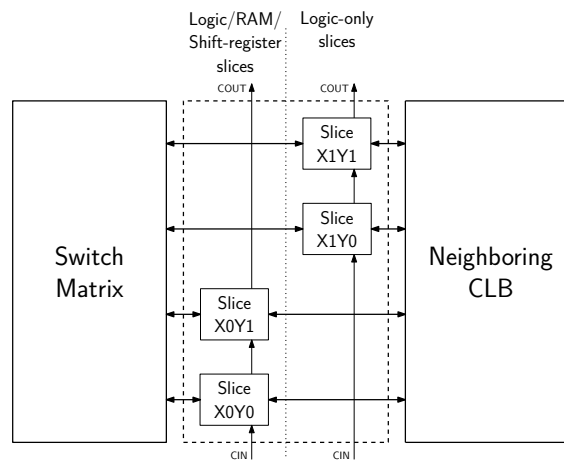 Logic/RAM/
Shift-register
slices
Logic-only
slices
COUT
COUT
Slice
X1Y1
Slice
X1Y0
Switch
Matrix
Neighboring
CLB
Slice
X0Y1
Slice
X0Y0
CIN
CIN